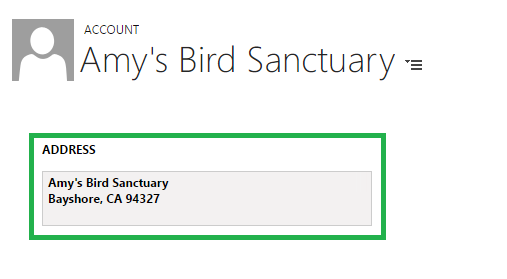 ACCOUNT
Amy's Bird Sanctuary
ADDRESS
Amy's Bird Sanctuary
Bayshore, CA 94327